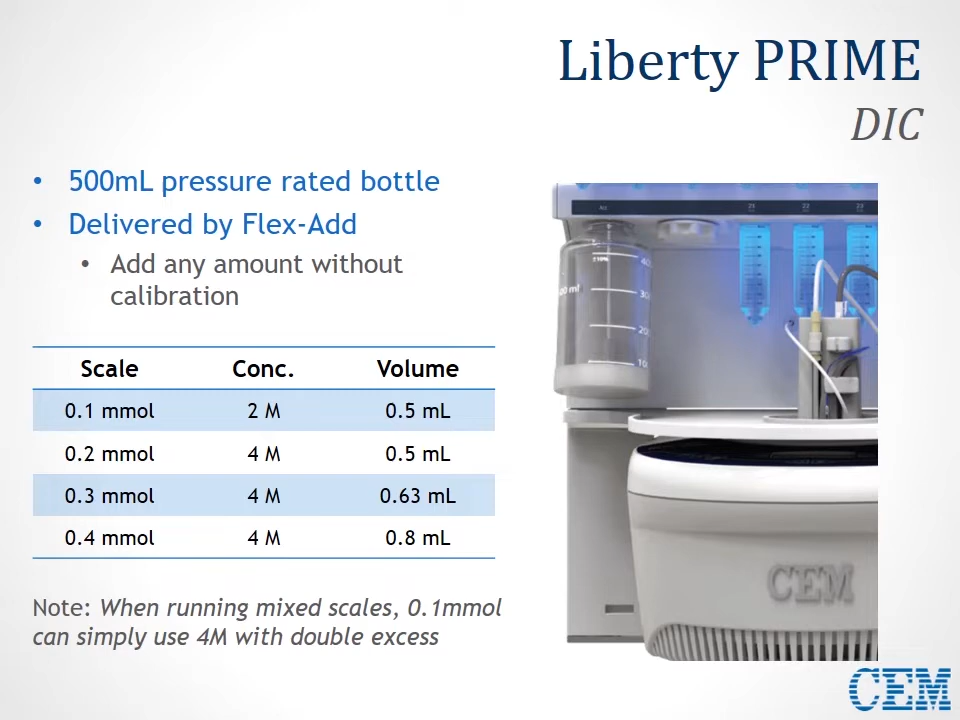 Liberty PRIME
DIC
• 500mL pressure rated bottle
• Delivered by Flex-Add
• Add any amount without
calibration
Scale Conc. Volume
0.1 mmol 2 M 0.5 mL
0.2 mmol 4 M 0.5 mL
0.3 mmol 4 M 0.63 mL
0.4 mmol 4 M 0.8 mL
Note: When running mixed scales, 0.1mmol
can simply use 4M with double excess
21
22
23
CEM
CEM